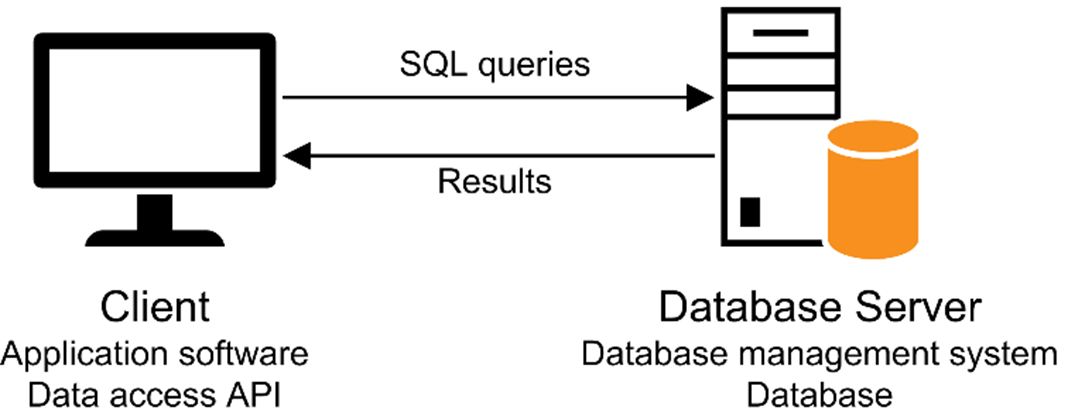 SQL queries
Results
Client
Application software
Data access API
Database Server
Database management system
Database